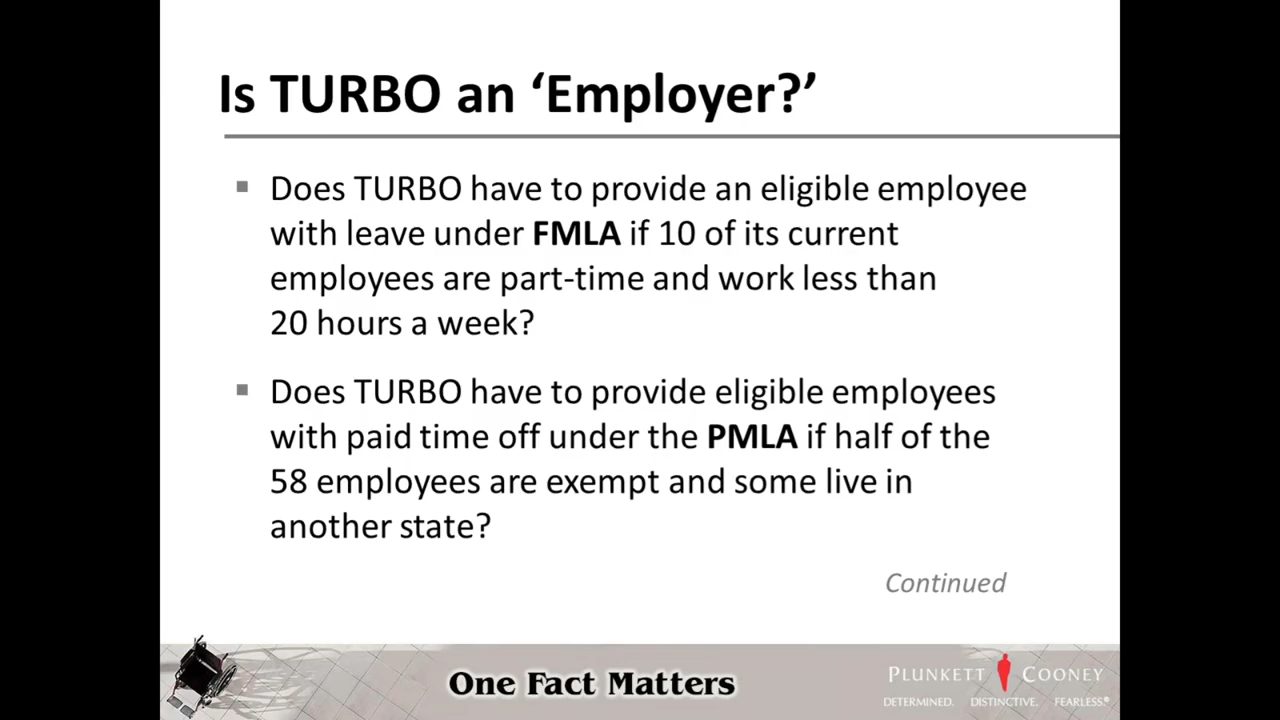 Is TURBO an ‘Employer?’
Does TURBO have to provide an eligible employee
with leave under FMLA if 10 of its current
employees are part-time and work less than
20 hours a week?
Does TURBO have to provide eligible employees
with paid time off under the PMLA if half of the
58 employees are exempt and some live in
another state?
Continued
One Fact Matters
PLUNKETT COONEY
DETERMINED. DISTINCTIVE. FEARLESS.®